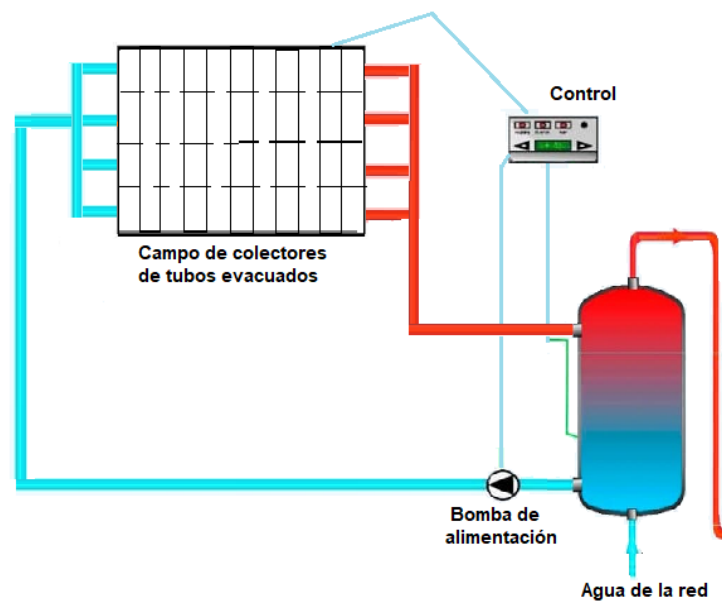 Control
Campo de colectores
de tubos evacuados
Bomba de
alimentación
Agua de la red